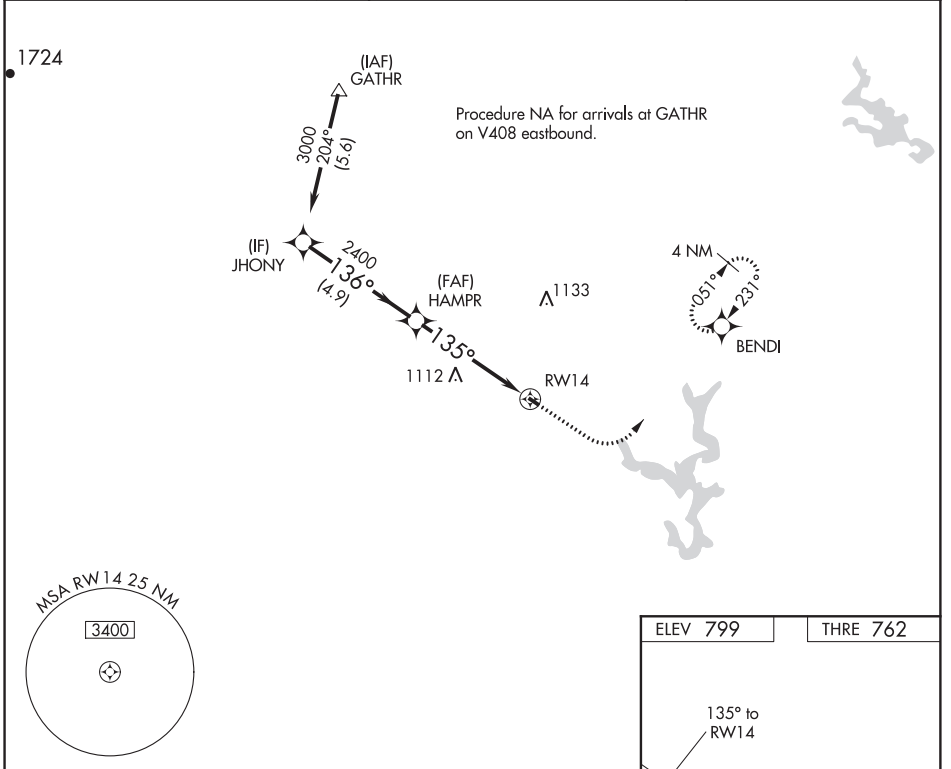 1724
(IAF)
GATHR
Procedure NA for arrivals at GATHR
on V408 eastbound.
3000
204°
(5.6)
(IF)
JHONY
2400
136°
(4.9)
(FAF)
HAMPR
1133
4 NM
051°
231°
BENDI
135°
1112
RW14
MSA RW14 25 NM
3400
ELEV 799
THRE 762
135° to
RW14